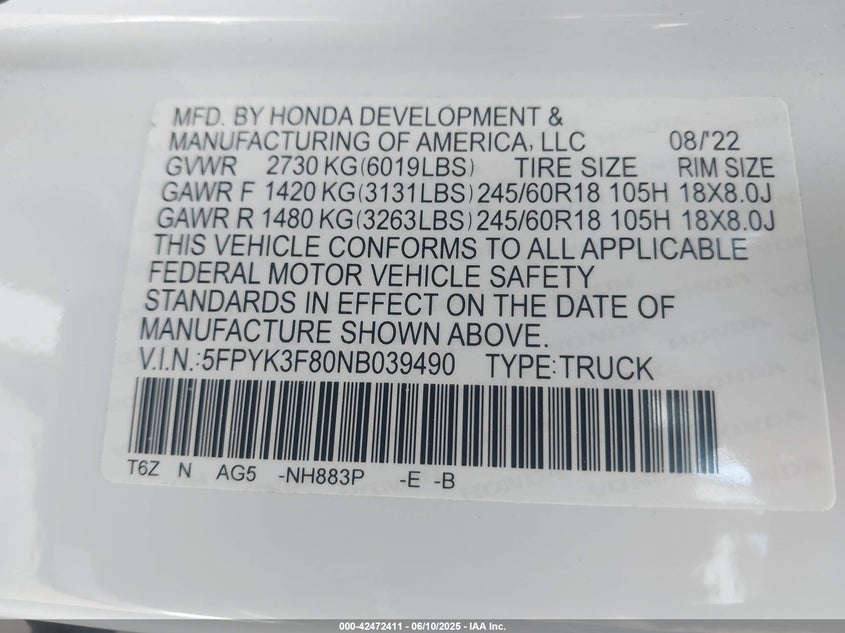 MFD. BY HONDA DEVELOPMENT &
MANUFACTURING OF AMERICA, LLC 08/'22
GVWR 2730 KG(6019LBS) TIRE SIZE RIM SIZE
GAWR F 1420 KG(3131LBS) 245/60R18 105H 18X8.0J
GAWR R 1480 KG(3263LBS) 245/60R18 105H 18X8.0J
THIS VEHICLE CONFORMS TO ALL APPLICABLE
FEDERAL MOTOR VEHICLE SAFETY
STANDARDS IN EFFECT ON THE DATE OF
MANUFACTURE SHOWN ABOVE.
V.I.N.:5FPYK3F80NB039490 TYPE:TRUCK
T6Z N AG5 -NH883P -E -B
000-42472411 - 06/10/2025 - IAA Inc.